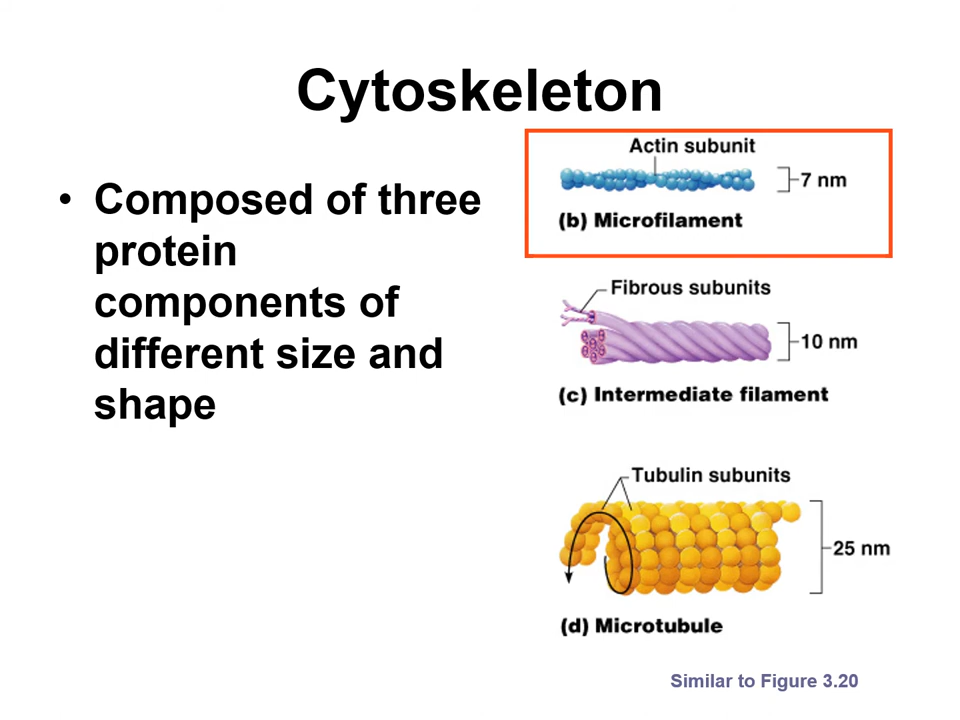 Cytoskeleton
• Composed of three
protein
components of
different size and
shape
Actin subunit
7 nm
(b) Microfilament
Fibrous subunits
10 nm
(c) Intermediate filament
Tubulin subunits
25 nm
(d) Microtubule
Similar to Figure 3.20